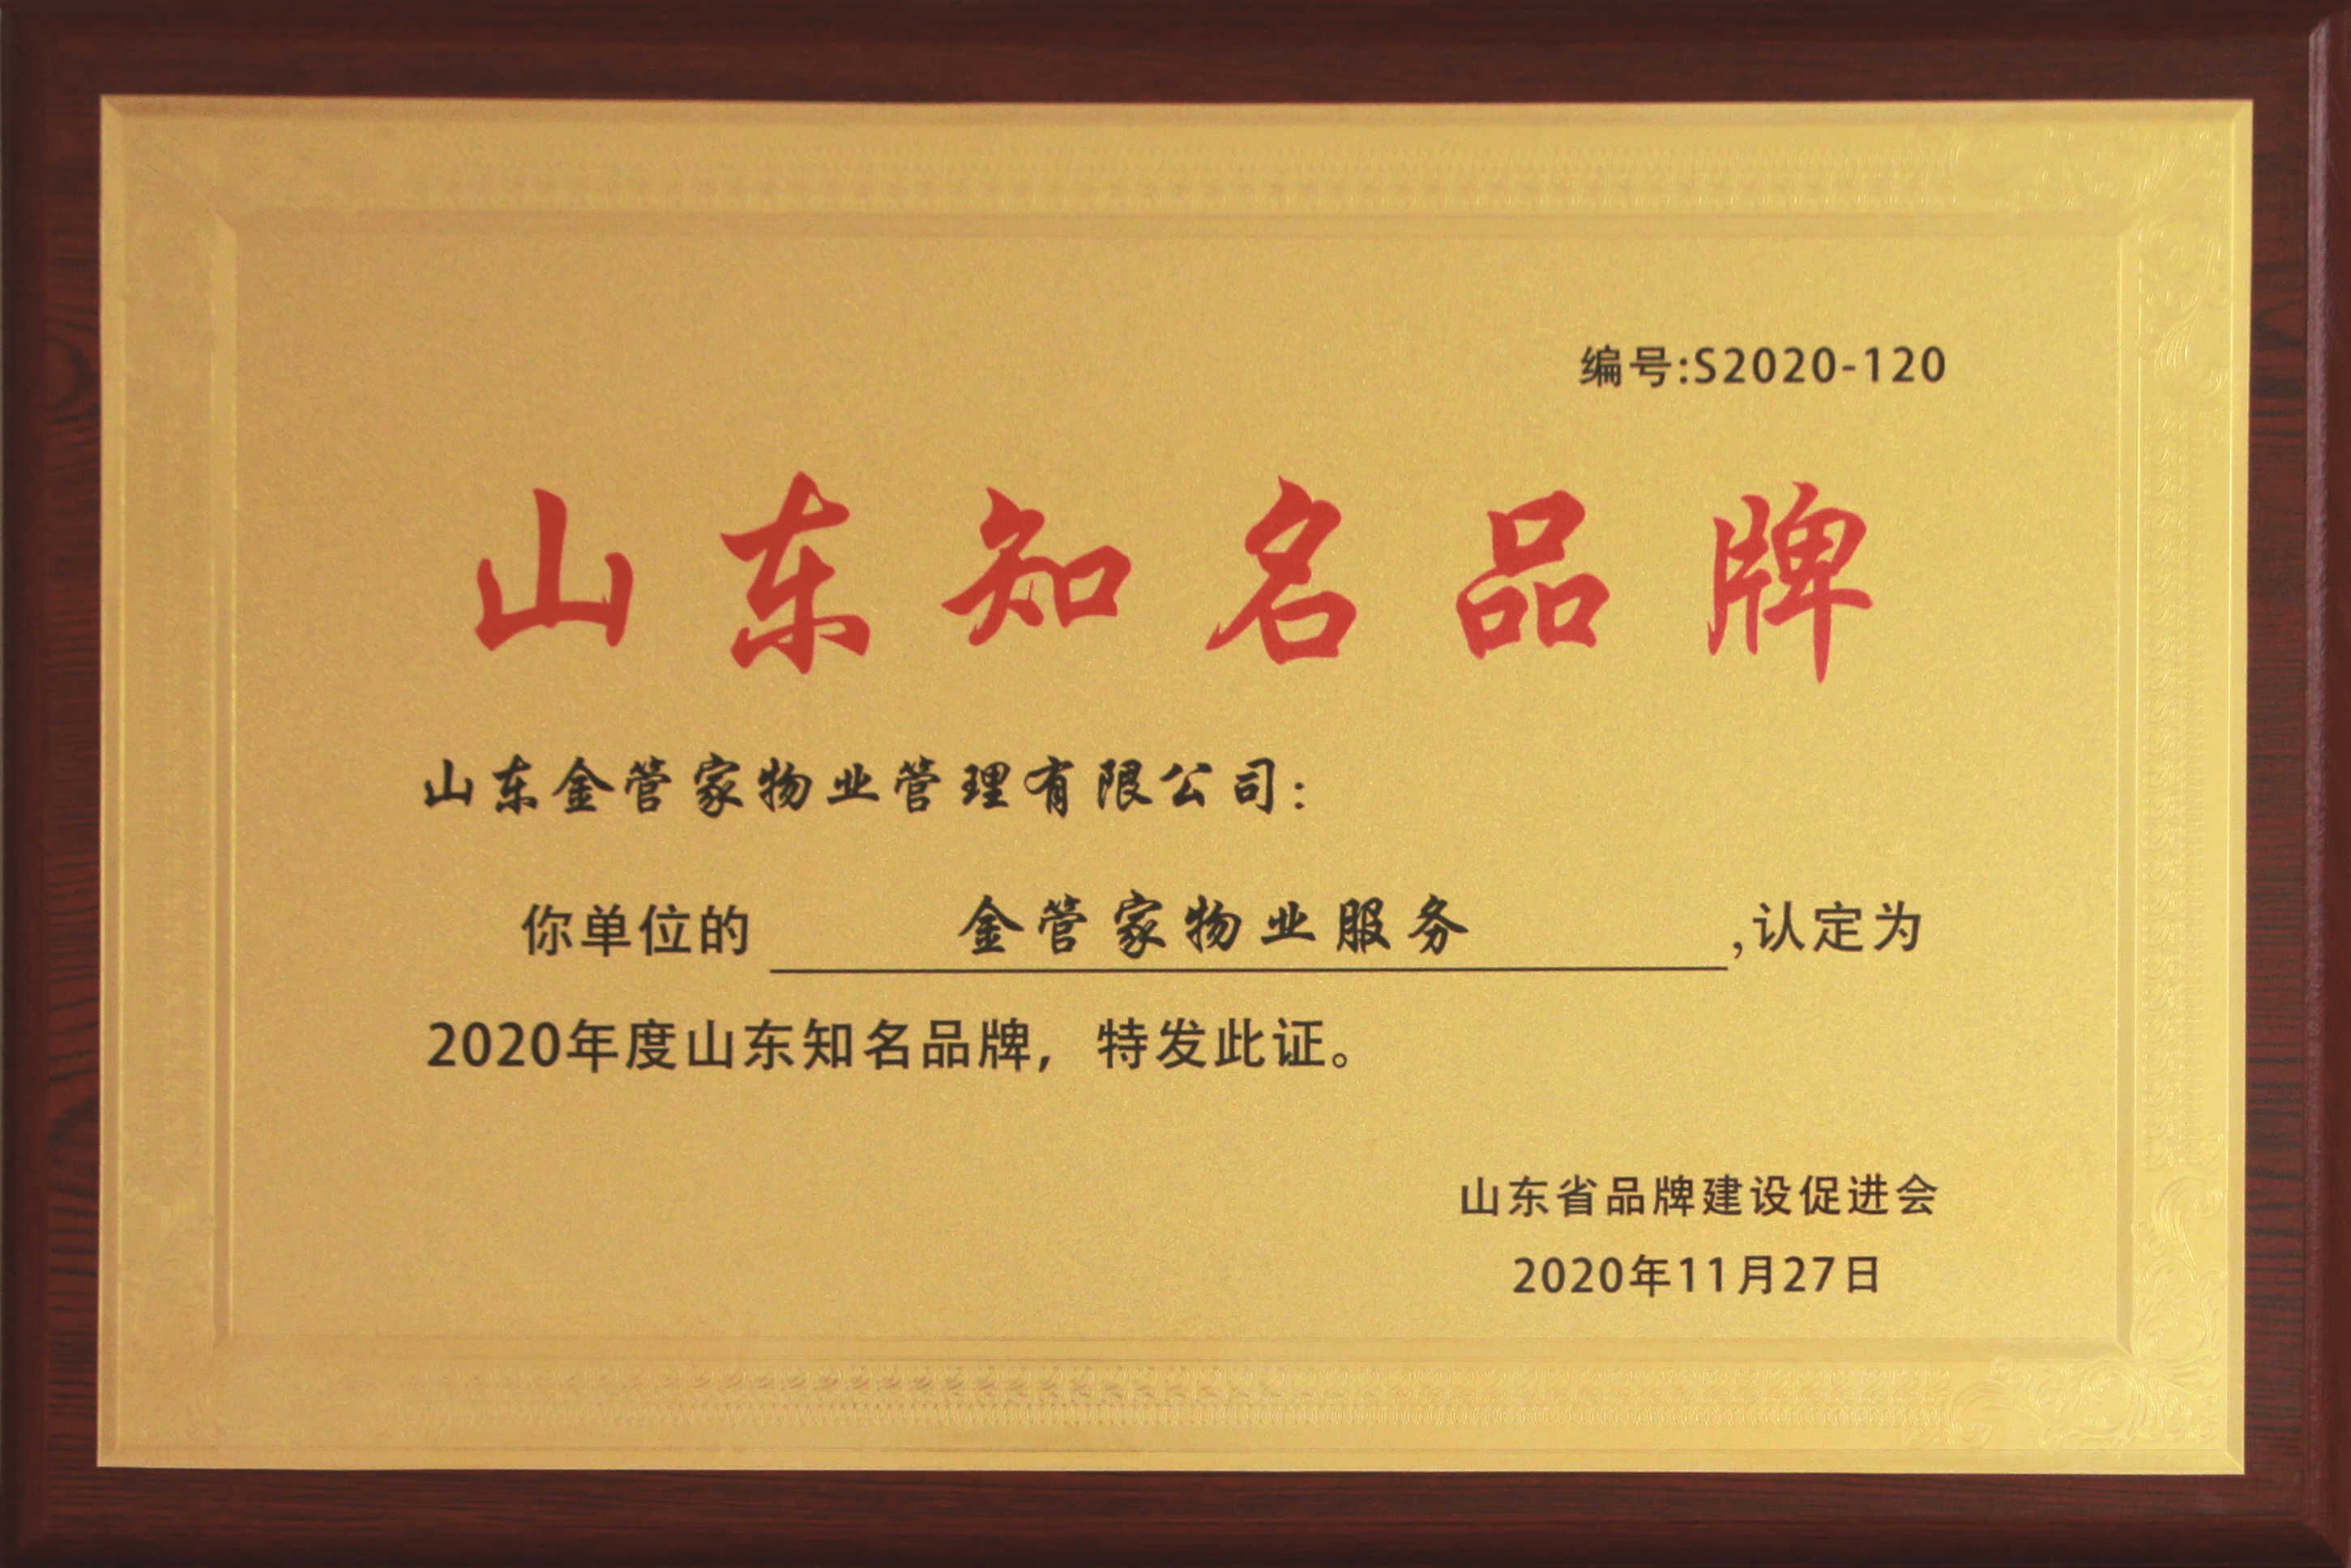 编号:S2020-120
山东知名品牌
山东金管家物业管理有限公司:
你单位的 金管家物业服务 ,认定为
2020年度山东知名品牌，特发此证。
山东省品牌建设促进会
2020年11月27日